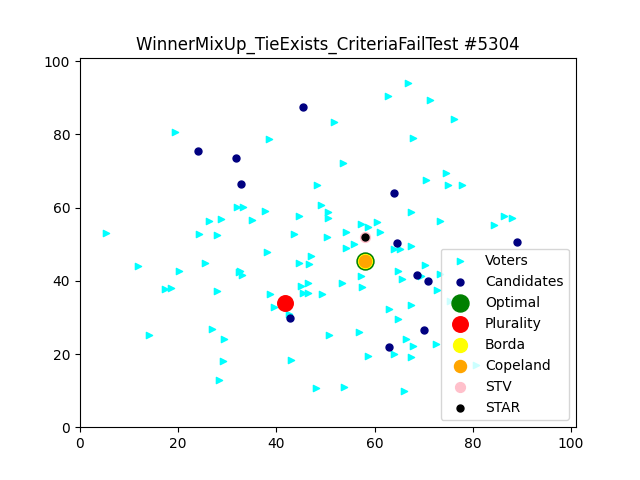 WinnerMixUp_TieExists_CriteriaFailTest #5304
100
80
60
40
20
0
0 20 40 60 80 100
Voters
Candidates
Optimal
Plurality
Borda
Copeland
STV
STAR